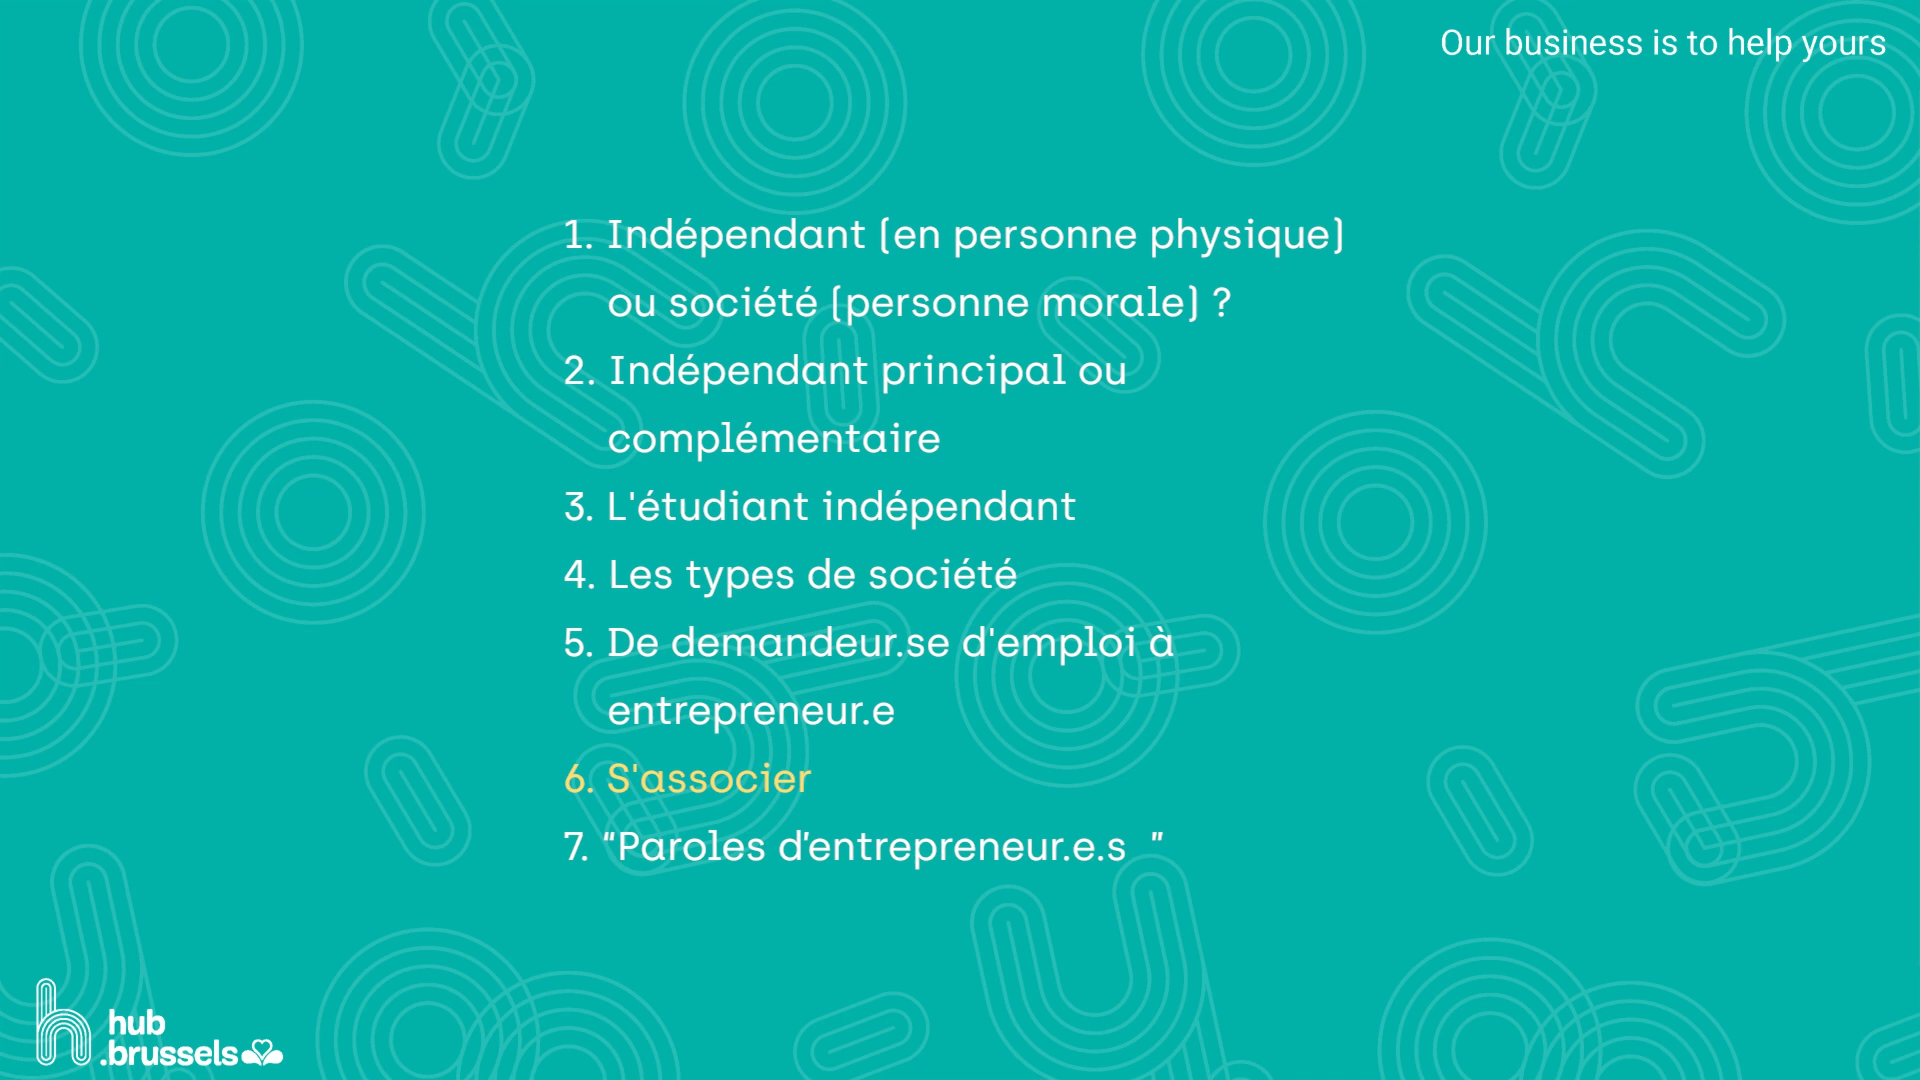 Our business is to help yours
1. Indépendant (en personne physique)
ou société (personne morale) ?
2. Indépendant principal ou
complémentaire
3. L'étudiant indépendant
4. Les types de société
5. De demandeur.se d'emploi à
entrepreneur.e
6. S'associer
7. “Paroles d’entrepreneur.e.s ”
hub
.brussels